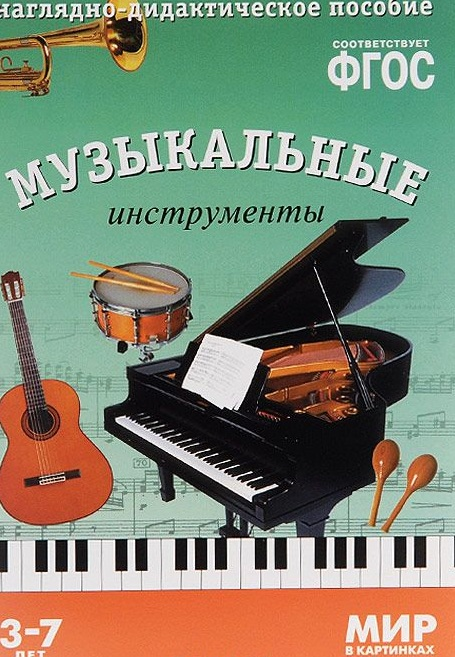 наглядно-дидактическое пособие
СООТВЕТСТВУЕТ
ФГОС
МУЗЫКАЛЬНЫЕ
инструменты
3-7
ЛЕТ
МИР
В КАРТИНКАХ